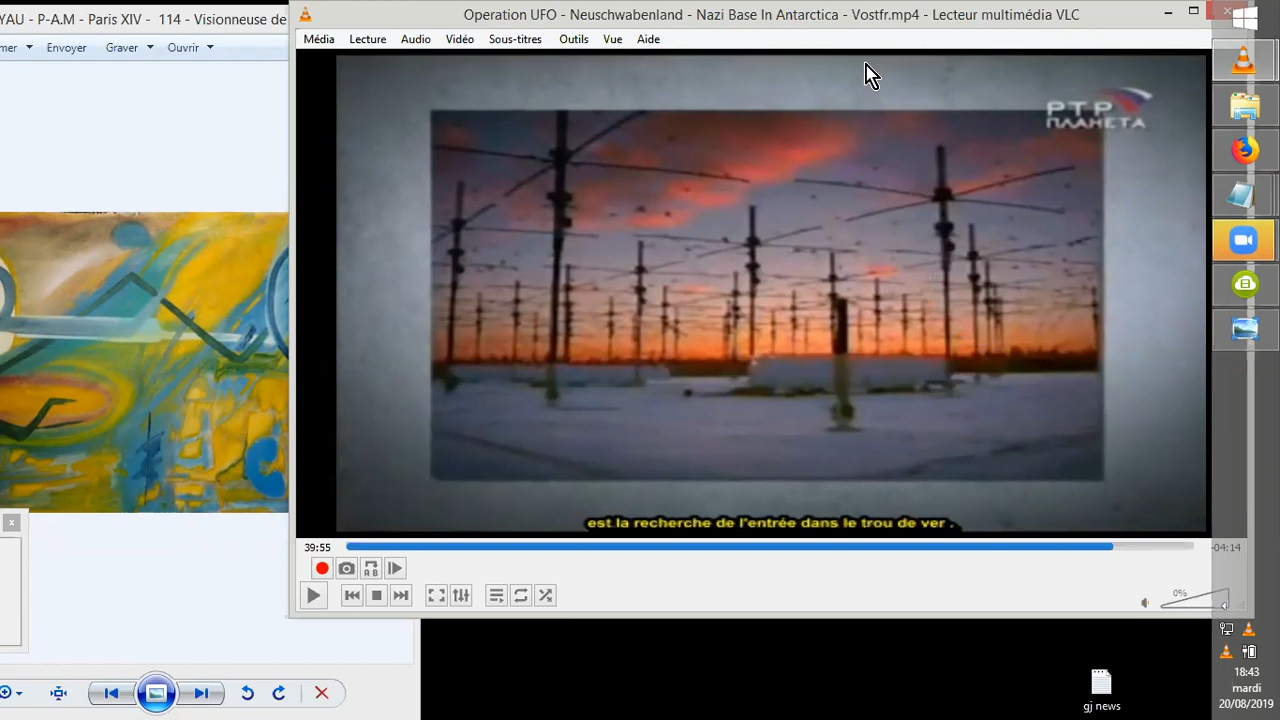 YAU - P-A.M - Paris XIV - 114 - Visionneuse de
mer Envoyer Graver Ouvrir
Operation UFO - Neuschwabenland - Nazi Base In Antarctica - Vostfr.mp4 - Lecteur multimédia VLC
Média Lecture Audio Vidéo Sous-titres Outils Vue Aide
РТР
ПЛАНЕТА
est la recherche de l'entrée dans le trou de ver .
39:55
-04:14
A B
0%
gj news
18:43
mardi
20/08/2019